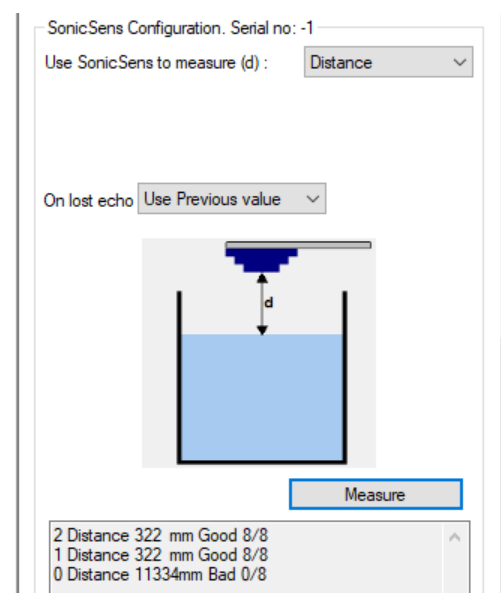 SonicSens Configuration. Serial no: -1
Use SonicSens to measure (d) : Distance
On lost echo Use Previous value
d
Measure
2 Distance 322 mm Good 8/8
1 Distance 322 mm Good 8/8
0 Distance 11334mm Bad 0/8